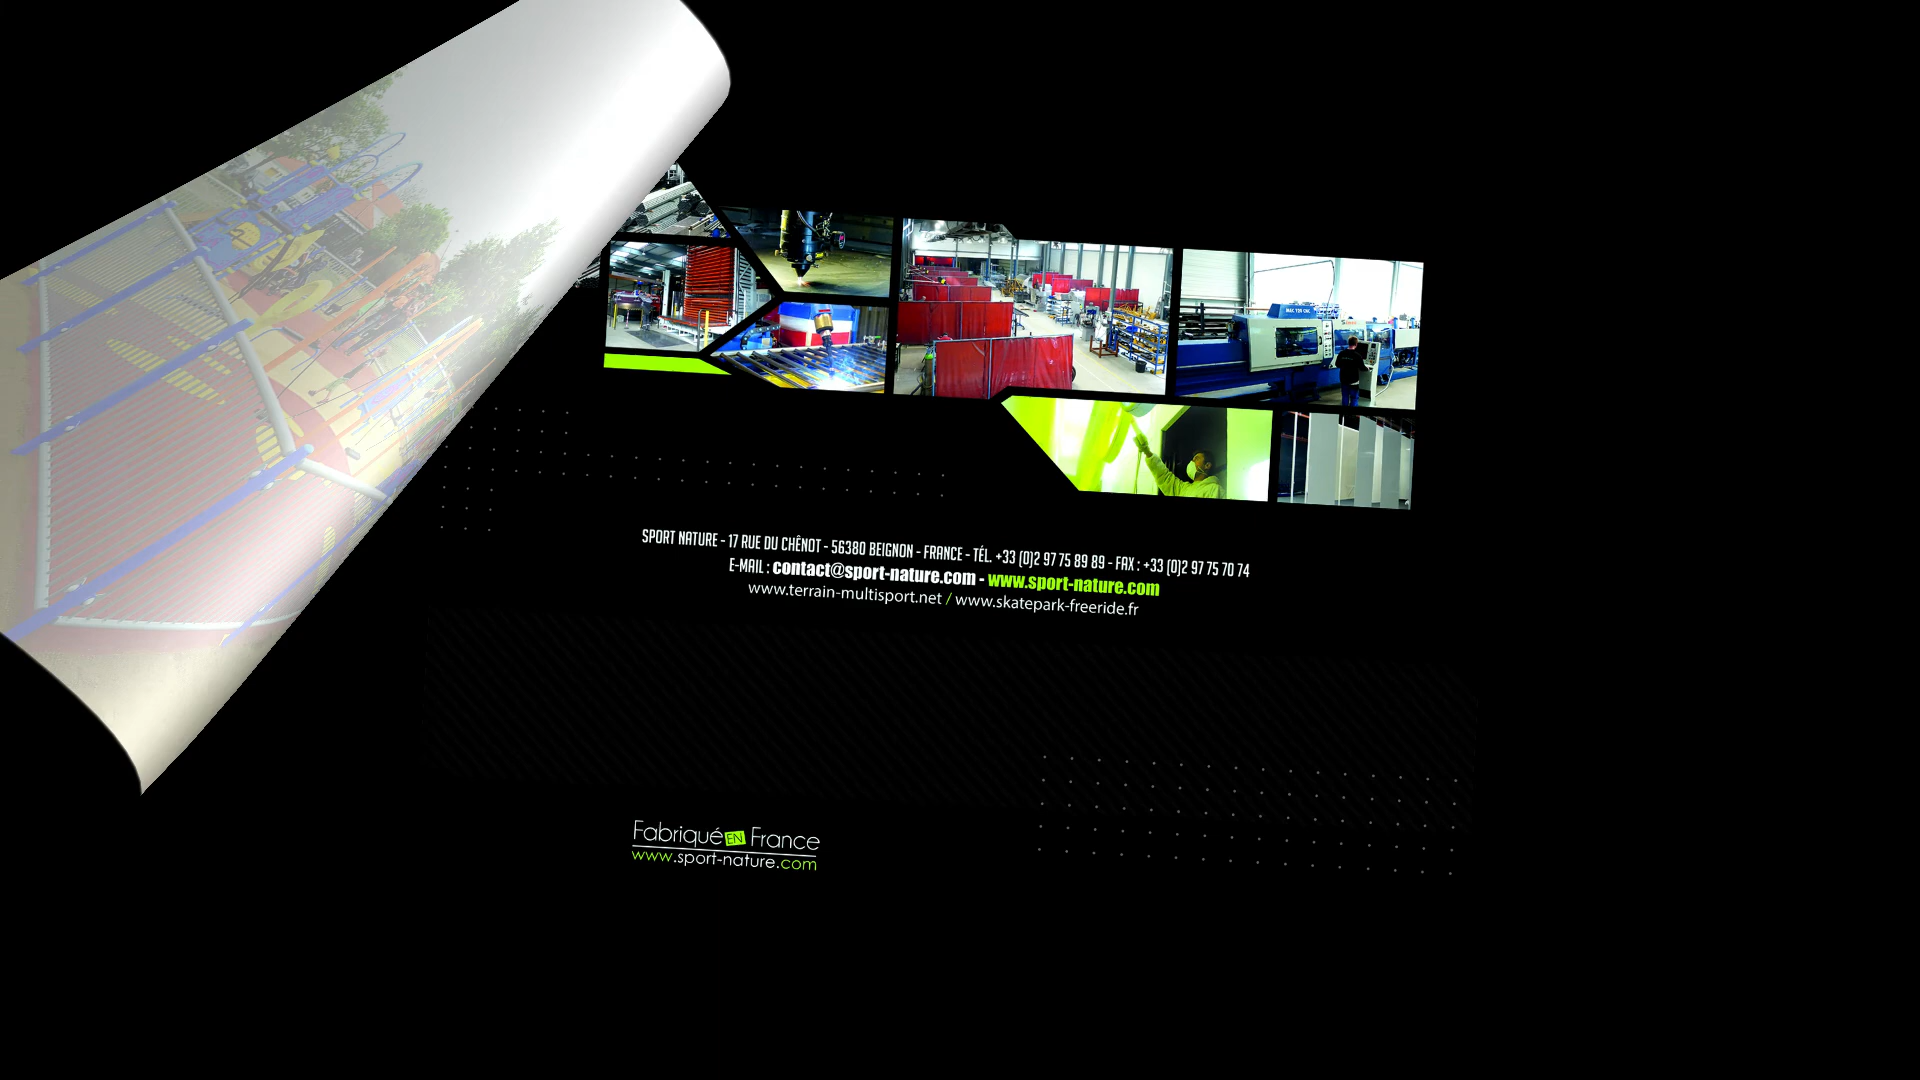 SPORT NATURE - 17 RUE DU CHÊNOT - 56380 BEIGNON - FRANCE - TÉL. +33 (0)2 97 75 89 89 - FAX : +33 (0)2 97 75 70 74
E-MAIL : contact@sport-nature.com - www.sport-nature.com
www.terrain-multisport.net / www.skatepark-freeride.fr
Fabriqué EN France
www.sport-nature.com